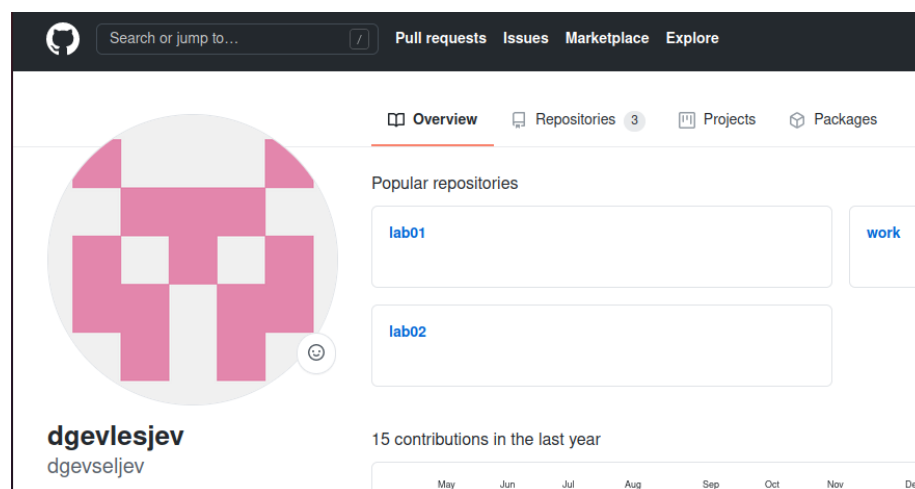 Search or jump to... / Pull requests Issues Marketplace Explore
Overview Repositories 3 Projects Packages
Popular repositories
lab01 work
lab02
dgevlesjev
dgevseljev
15 contributions in the last year
May Jun Jul Aug Sep Oct Nov